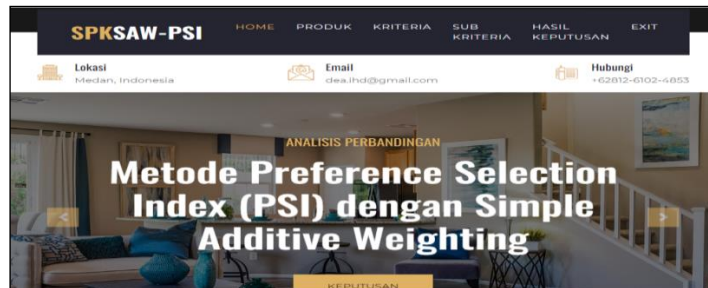 SPKSAW-PSI
HOME PRODUK KRITERIA SUB KRITERIA HASIL KEPUTUSAN EXIT
Lokasi
Medan, Indonesia
Email
dea.lhd@gmail.com
Hubungi
+62812-6102-4853
ANALISIS PERBANDINGAN
Metode Preference Selection
Index (PSI) dengan Simple
Additive Weighting
< >
KEPUTUSAN